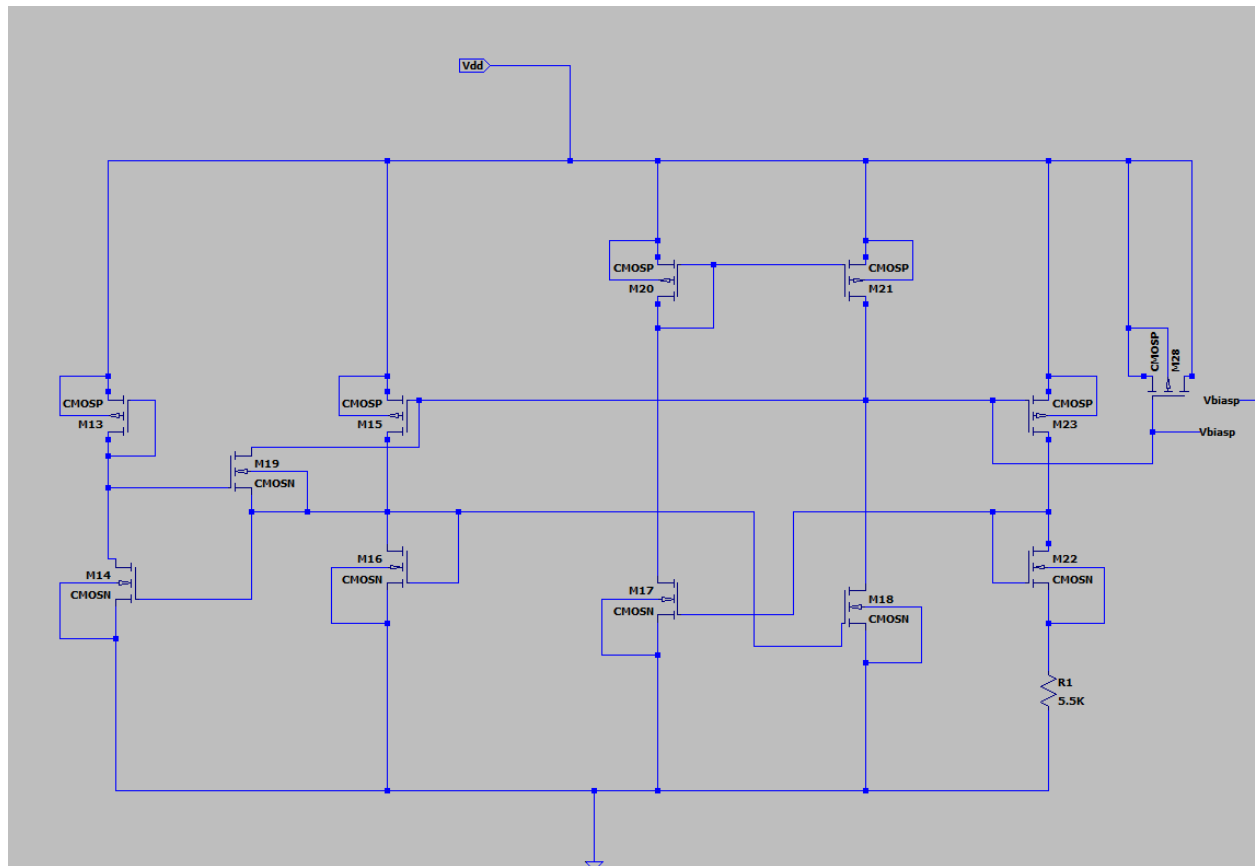 Vdd
CMOSP
M20
CMOSP
M21
CMOSP
M28
CMOSP
M13
CMOSP
M15
CMOSP
M23
Vbiasp
Vbiasp
M19
CMOSN
M14
CMOSN
M16
CMOSN
M17
CMOSN
M18
CMOSN
M22
CMOSN
R1
5.5K